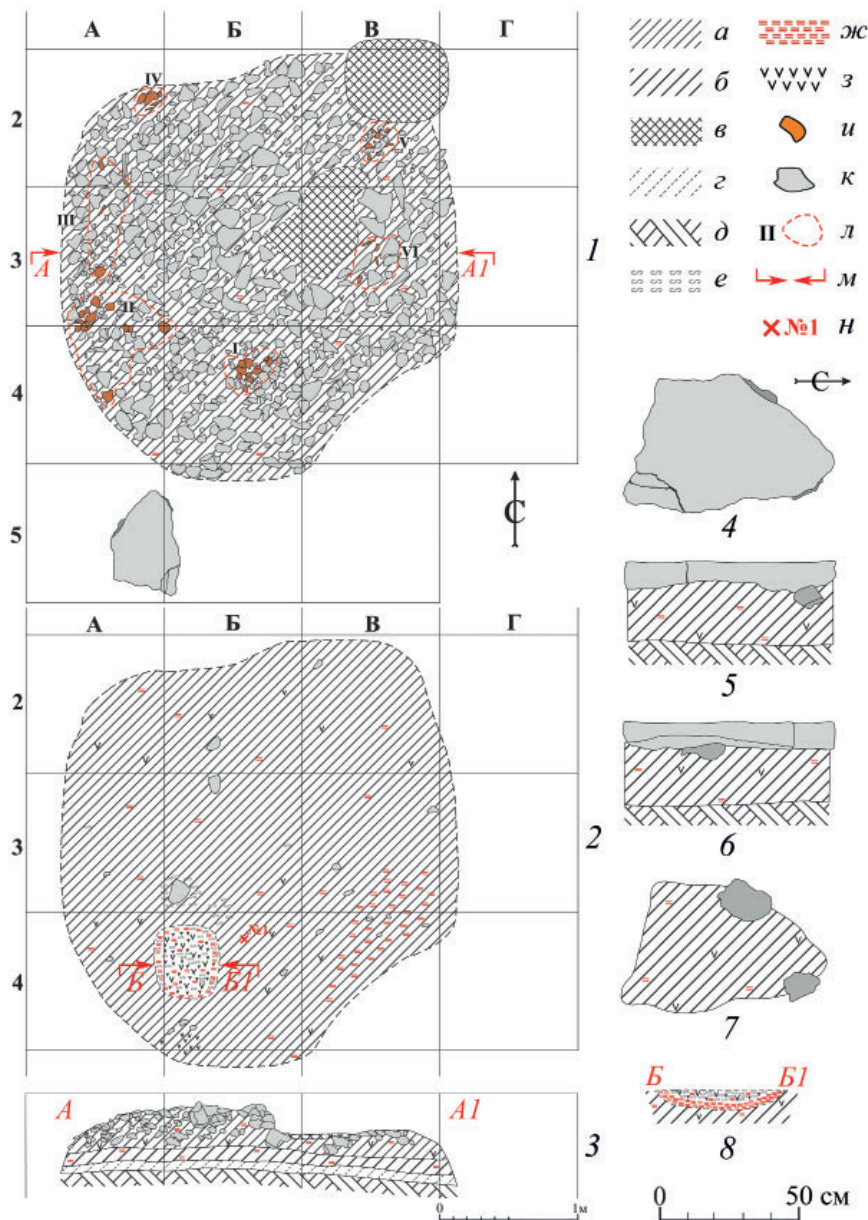 А Б В Г
2
3
4
5
IV
V
III
VI
II
I
А А1
1
С
а
б
в
г
д
е
ж
з
и
к
II л
м
№1 н
С
4
5
6
7
А Б В Г
2
3
4
№1
Б Б1
2
А А1
3
0 1м
Б Б1
8
0 50 см